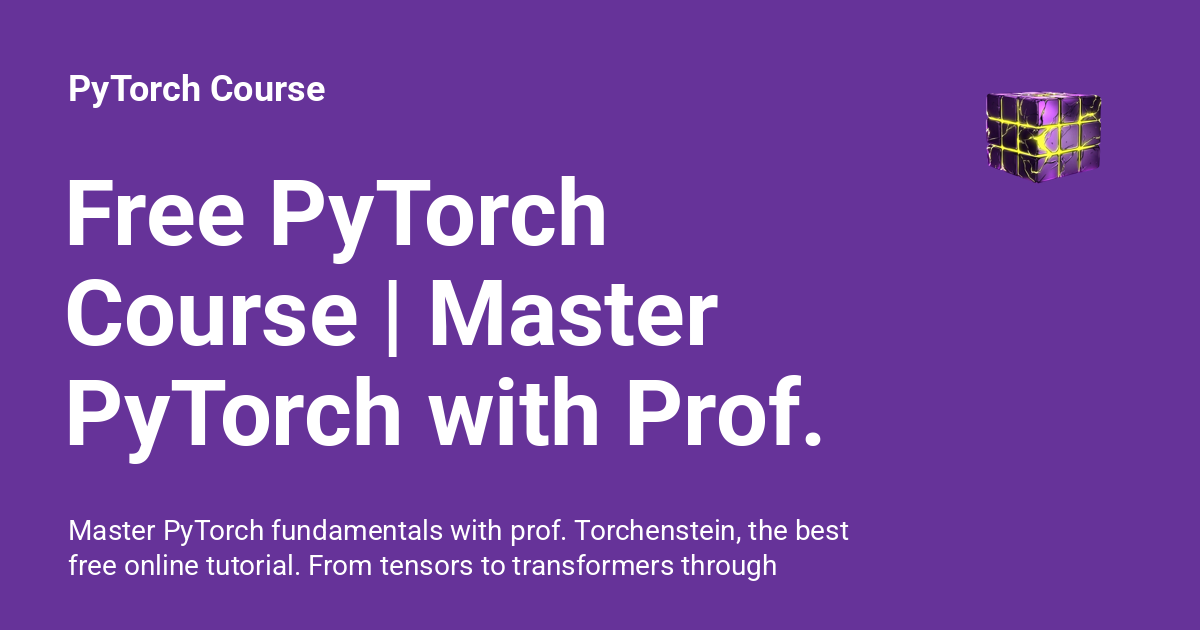 PyTorch Course
Free PyTorch
Course | Master
PyTorch with Prof.
Master PyTorch fundamentals with prof. Torchenstein, the best
free online tutorial. From tensors to transformers through